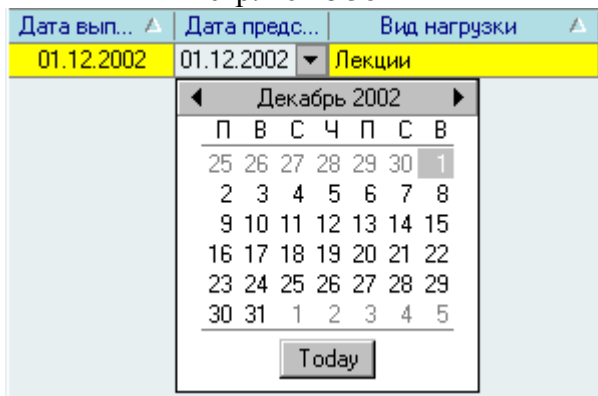 Дата вып... Дата предс... Вид нагрузки
01.12.2002 01.12.2002 Лекции
Декабрь 2002
П В С Ч П С В
25 26 27 28 29 30 1
2 3 4 5 6 7 8
9 10 11 12 13 14 15
16 17 18 19 20 21 22
23 24 25 26 27 28 29
30 31 1 2 3 4 5
Today